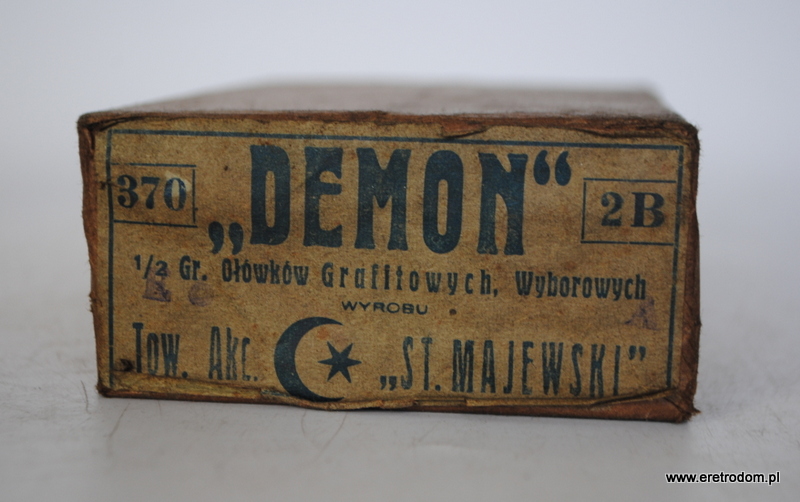 370
„DEMON“
2B
1/2 Gr. Ołówków Grafitowych, Wyborowych
WYROBU
Tow. Akc. „ST. MAJEWSKI”
www.eretrodom.pl